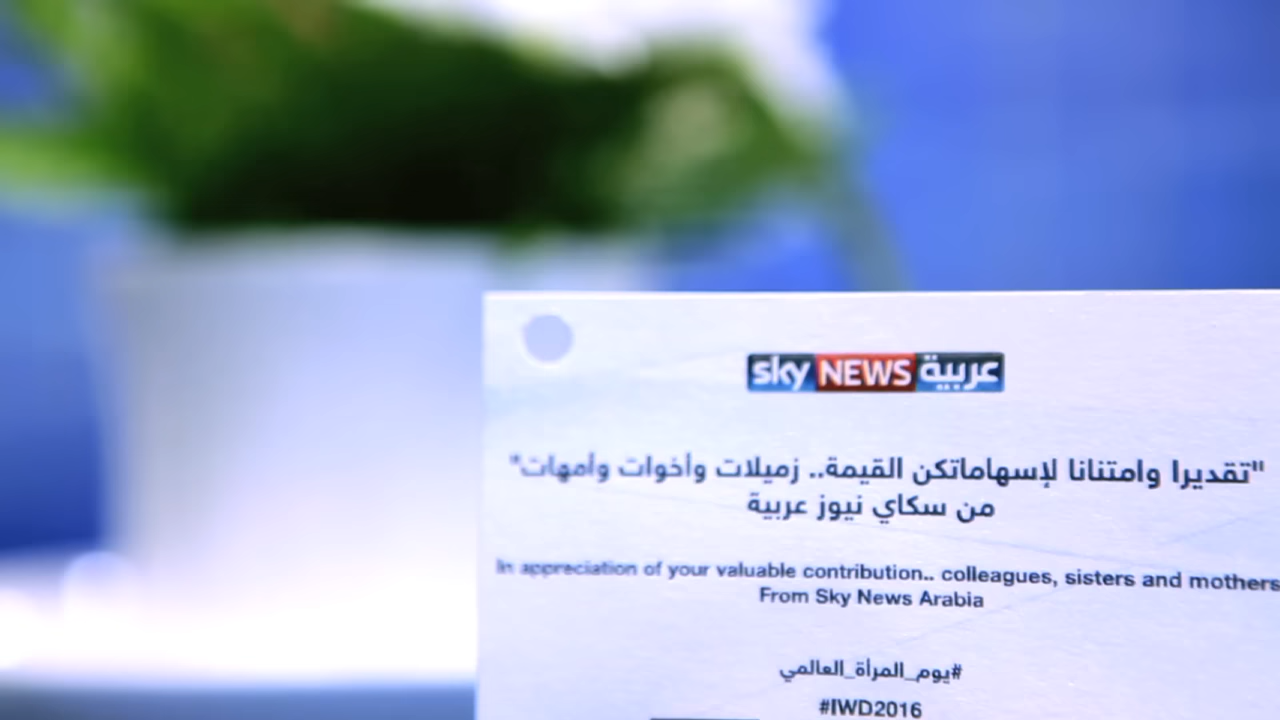 sky NEWS عربية
"تقديرا وامتنانا لإسهاماتكن القيمة.. زميلات وأخوات وأمهات"
من سكاي نيوز عربية
In appreciation of your valuable contribution.. colleagues, sisters and mothers
From Sky News Arabia
#يوم_المرأة_العالمي
#IWD2016